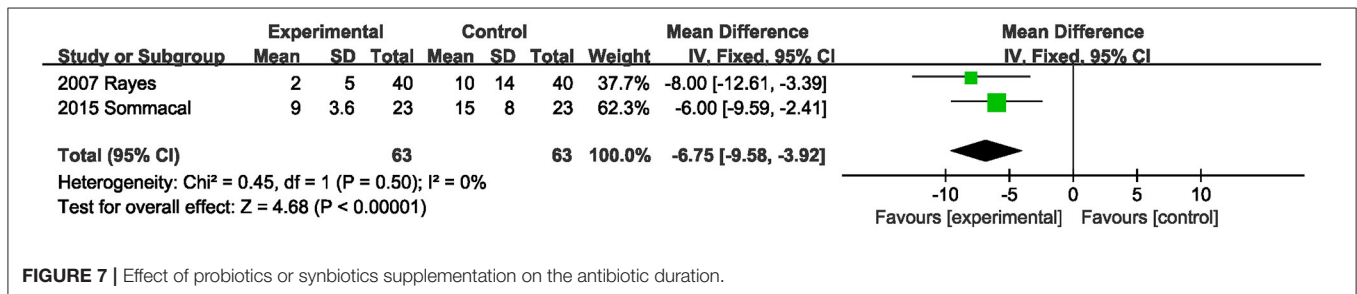 Experimental Control Mean Difference Mean Difference
Study or Subgroup Mean SD Total Mean SD Total Weight IV, Fixed, 95% CI IV, Fixed, 95% CI
2007 Rayes 2 5 40 10 14 40 37.7% -8.00 [-12.61, -3.39]
2015 Sommacal 9 3.6 23 15 8 23 62.3% -6.00 [-9.59, -2.41]
Total (95% CI) 63 63 100.0% -6.75 [-9.58, -3.92]
Heterogeneity: Chi² = 0.45, df = 1 (P = 0.50); I² = 0%
Test for overall effect: Z = 4.68 (P < 0.00001)
-10 -5 0 5 10
Favours [experimental] Favours [control]
FIGURE 7 | Effect of probiotics or synbiotics supplementation on the antibiotic duration.